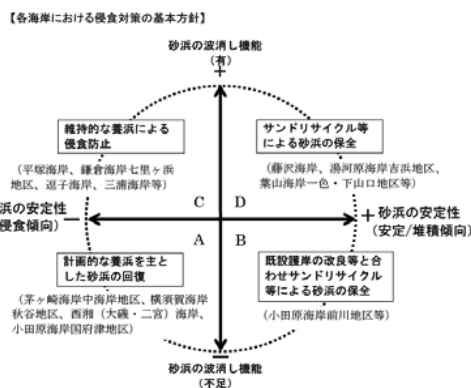 【各海岸における侵食対策の基本方針】
砂浜の波消し機能
(有)
+
維持的な養浜による
侵食防止
サンドリサイクル等
による砂浜の保全
(平塚海岸、鎌倉海岸七里ヶ浜
地区、逗子海岸、三浦海岸等)
(藤沢海岸、湯河原海岸吉浜地区、
葉山海岸一色・下山口地区等)
C D
浜の安定性
侵食傾向)
−
+ 砂浜の安定性
(安定/堆積傾向)
A B
計画的な養浜を主と
した砂浜の回復
既設護岸の改良等と合
わせサンドリサイクル
等による砂浜の保全
(茅ヶ崎海岸中海岸地区、横須賀海岸
秋谷地区、西湘(大磯・二宮)海岸、
小田原海岸国府津地区)
(小田原海岸前川地区等)
−
砂浜の波消し機能
(不足)